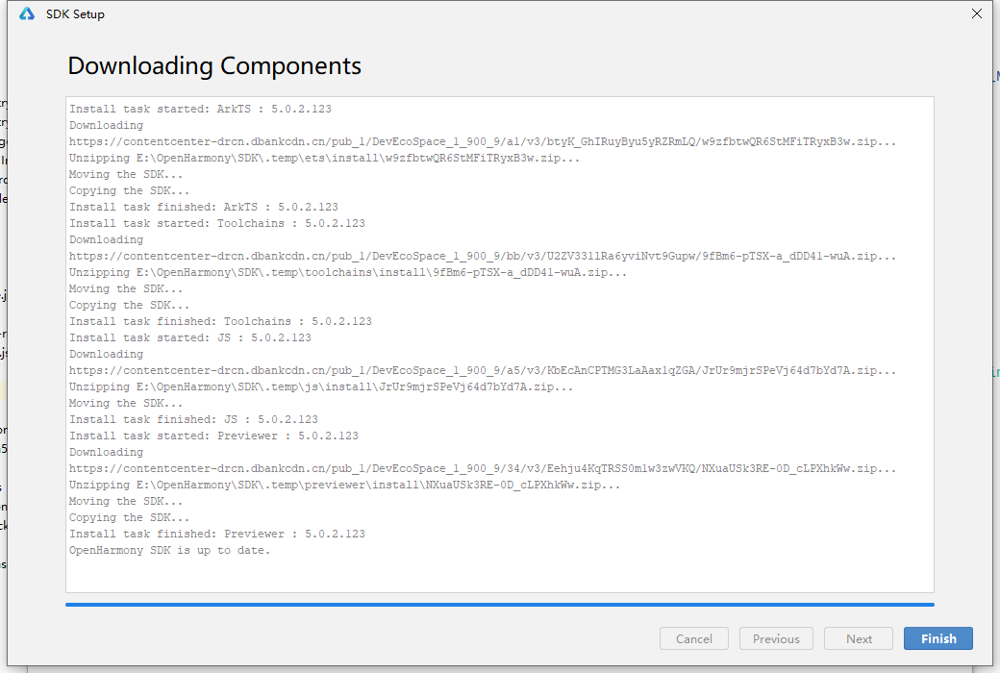 SDK Setup
Downloading Components
Install task started: ArkTS : 5.0.2.123
Downloading
https://contentcenter-drcn.dbankcdn.cn/pub_1/DevEcoSpace_1_900_9/a1/v3/btyK_GhIRuyByu5yRZRmLQ/w9zfbtwQR6StMFiTRyxB3w.zip...
Unzipping E:\OpenHarmony\SDK\.temp\ets\install\w9zfbtwQR6StMFiTRyxB3w.zip...
Moving the SDK...
Copying the SDK...
Install task finished: ArkTS : 5.0.2.123
Install task started: Toolchains : 5.0.2.123
Downloading
https://contentcenter-drcn.dbankcdn.cn/pub_1/DevEcoSpace_1_900_9/bb/v3/U2ZV33llRa6yviNvt9Gupw/9fBm6-pTSX-a_dDD4l-wuA.zip...
Unzipping E:\OpenHarmony\SDK\.temp\toolchains\install\9fBm6-pTSX-a_dDD4l-wuA.zip...
Moving the SDK...
Copying the SDK...
Install task finished: Toolchains : 5.0.2.123
Install task started: JS : 5.0.2.123
Downloading
https://contentcenter-drcn.dbankcdn.cn/pub_1/DevEcoSpace_1_900_9/a5/v3/KbEcAnCPTMG3LaAax1qZGA/JrUr9mjrSPeVj64d7bYd7A.zip...
Unzipping E:\OpenHarmony\SDK\.temp\js\install\JrUr9mjrSPeVj64d7bYd7A.zip...
Moving the SDK...
Install task finished: JS : 5.0.2.123
Install task started: Previewer : 5.0.2.123
Downloading
https://contentcenter-drcn.dbankcdn.cn/pub_1/DevEcoSpace_1_900_9/34/v3/Eehju4KqTRSS0mlw3zwVKQ/NXuaUSk3RE-0D_cLPXhkWw.zip...
Unzipping E:\OpenHarmony\SDK\.temp\previewer\install\NXuaUSk3RE-0D_cLPXhkWw.zip...
Moving the SDK...
Copying the SDK...
Install task finished: Previewer : 5.0.2.123
OpenHarmony SDK is up to date.
Cancel Previous Next Finish